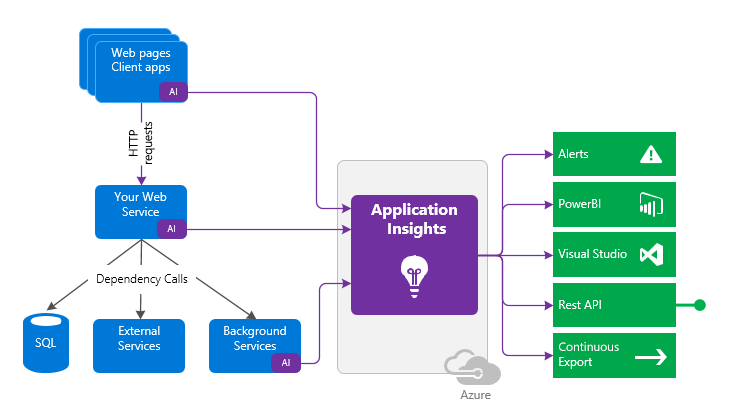 Web pages
Client apps
AI
HTTP
requests
Your Web
Service
AI
Dependency Calls
SQL
External
Services
Background
Services
AI
Application
Insights
Azure
Alerts
PowerBI
Visual Studio
Rest API
Continuous
Export